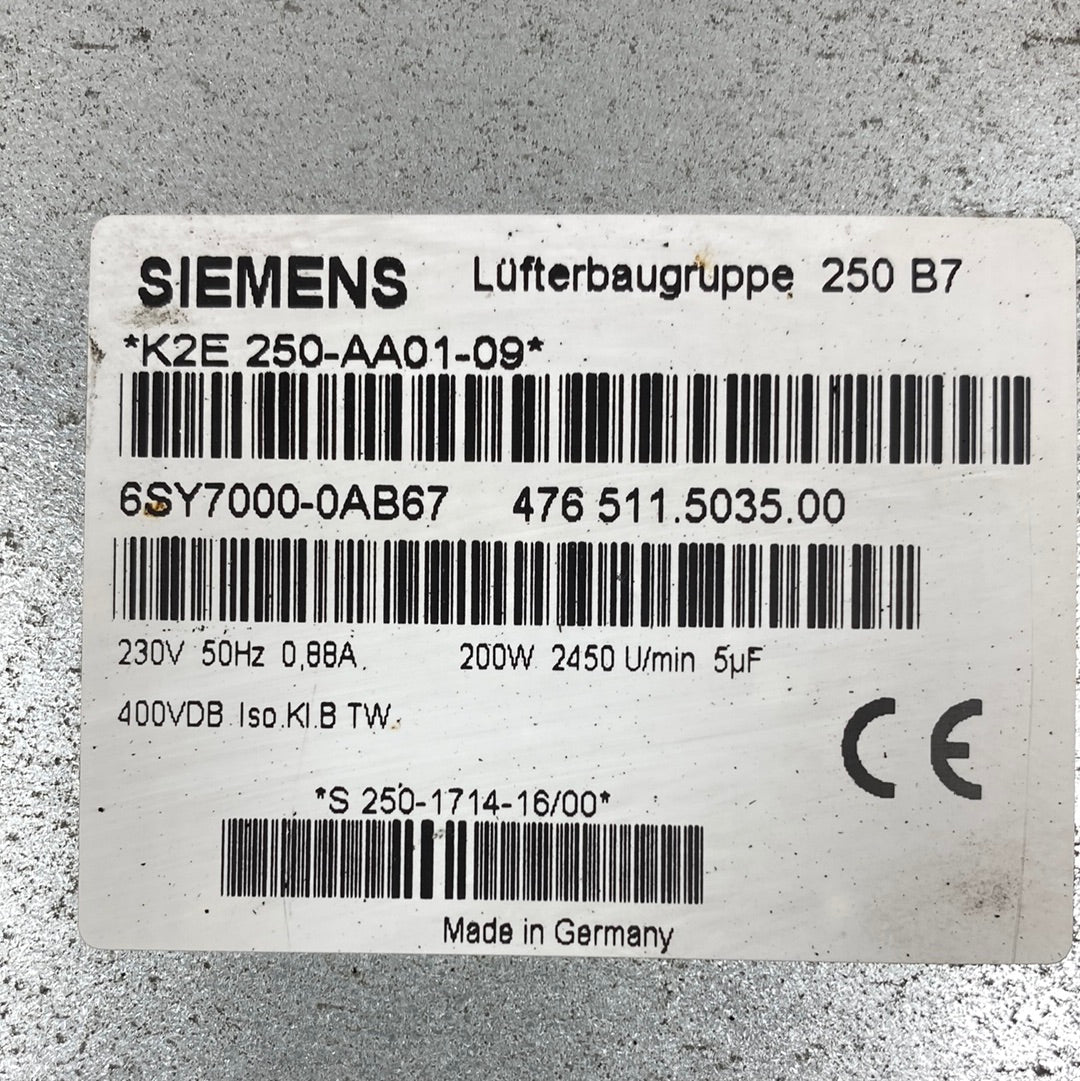 SIEMENS Lüfterbaugruppe 250 B7
*K2E 250-AA01-09*
6SY7000-0AB67 476 511.5035.00
230V 50Hz 0,88A. 200W 2450 U/min 5µF
400VDB Iso.Kl.B TW.
CE
*S 250-1714-16/00*
Made in Germany